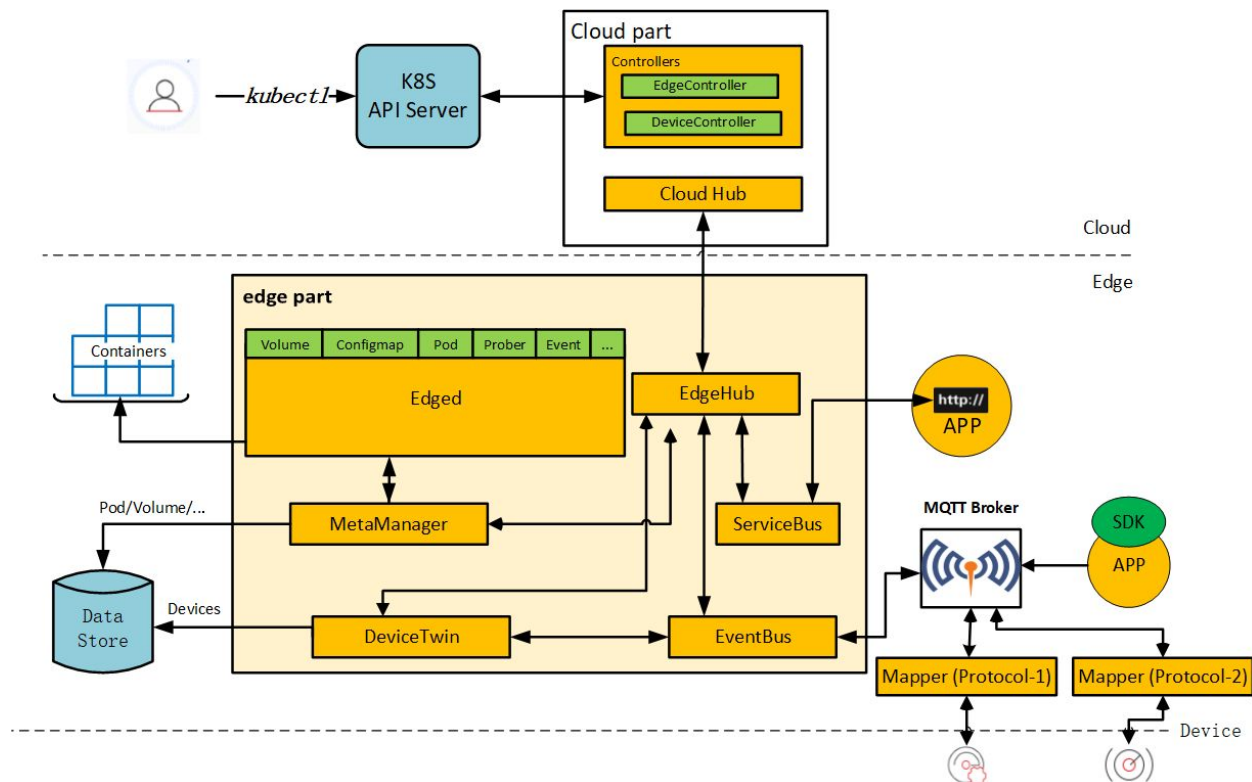 Cloud part
Controllers
EdgeController
DeviceController
kubectl
K8S
API Server
Cloud Hub
Cloud
Edge
edge part
Volume
Configmap
Pod
Prober
Event
...
Containers
Edged
EdgeHub
http://
APP
Pod/Volume/...
MetaManager
ServiceBus
MQTT Broker
SDK
APP
Data
Store
Devices
DeviceTwin
EventBus
Mapper (Protocol-1)
Mapper (Protocol-2)
Device